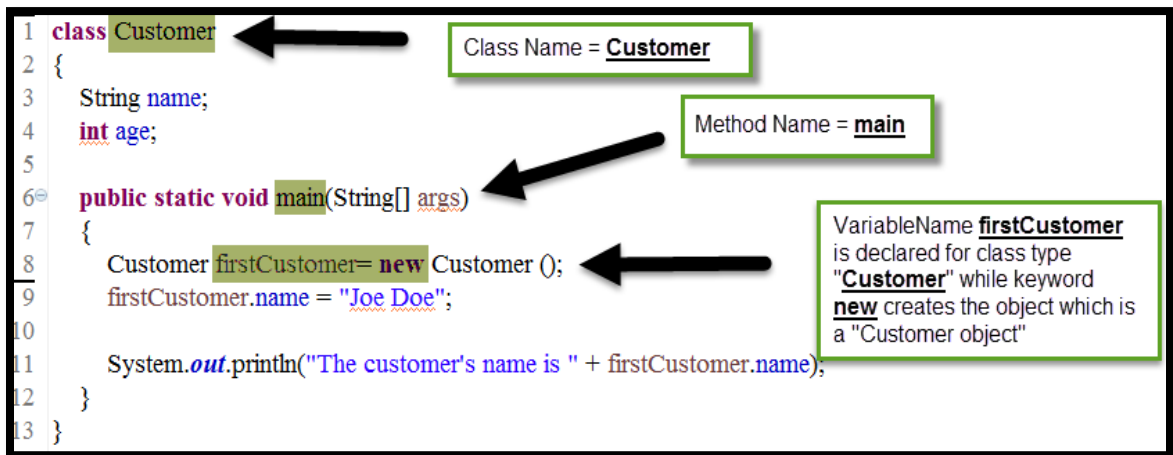 1 class Customer
Class Name = Customer
2 {
3 String name;
4 int age;
Method Name = main
5
6 public static void main(String[] args)
7 {
8 Customer firstCustomer= new Customer ();
9 firstCustomer.name = "Joe Doe";
VariableName firstCustomer
is declared for class type
"Customer" while keyword
new creates the object which is
a "Customer object"
10
11 System.out.println("The customer's name is " + firstCustomer.name);
12 }
13 }